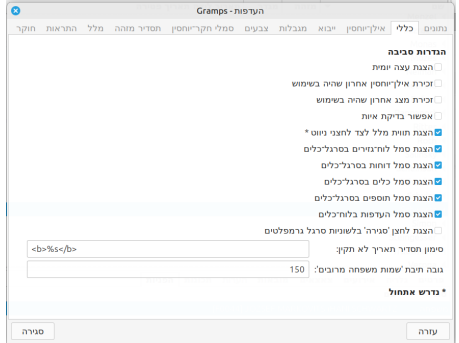 העדפות - Gramps
נתונים כללי אילן־יוחסין ייבוא מגבלות צבעים סמלי חקר־יוחסין תסדיר מזהה מלל התראות חוקר
הגדרות סביבה
הצגת עצה יומית
זכירת אילן־יוחסין אחרון שהיה בשימוש
זכירת מצג אחרון שהיה בשימוש
אפשור בדיקת איות
הצגת תווית מלל לצד לחצני ניווט *
הצגת סמל לוח־גזירים בסרגל־כלים
הצגת סמל דוחות בסרגל־כלים
הצגת סמל כלים בסרגל־כלים
הצגת סמל תוספים בסרגל־כלים
הצגת סמל העדפות בלוח־כלים
הצגת לחצן 'סגירה' בלשוניות סרגל גרמפלטים
סימון תסדיר תאריך לא תקין: <b>%s</b>
גובה תיבת 'שמות משפחה מרובים': 150
* נדרש אתחול
עזרה סגירה